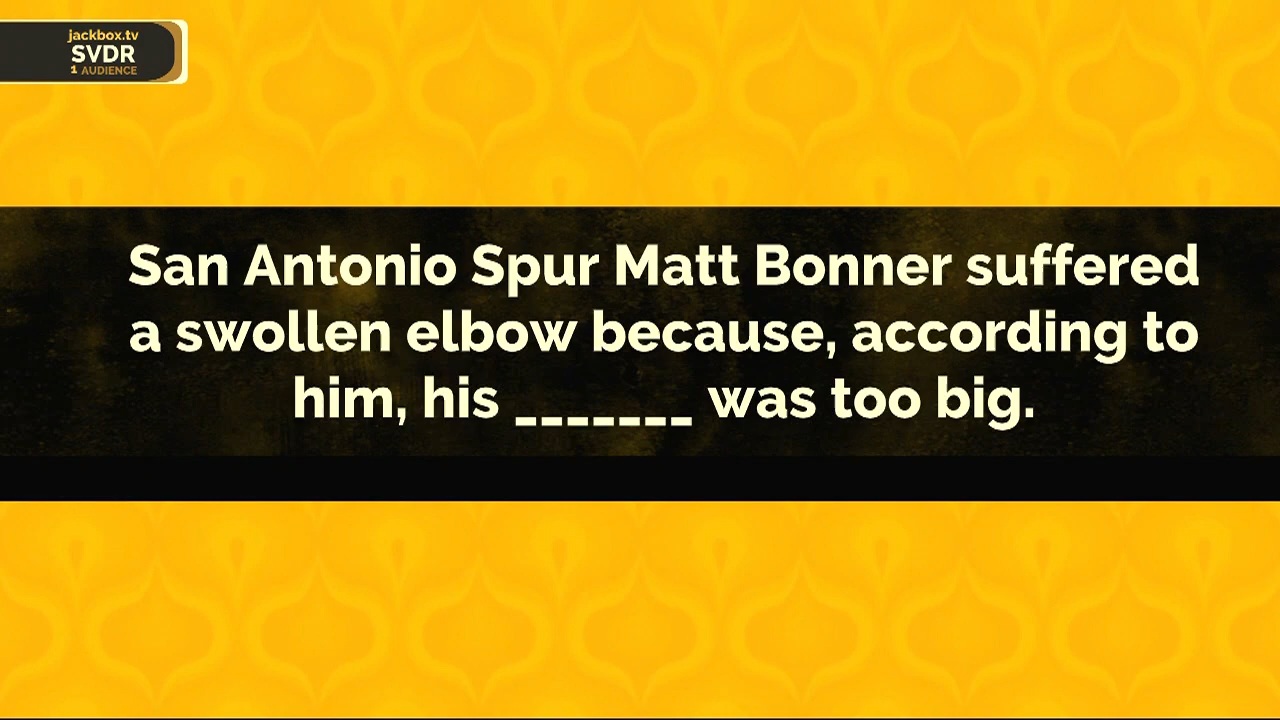 jackbox.tv
SVDR
1 AUDIENCE
San Antonio Spur Matt Bonner suffered
a swollen elbow because, according to
him, his _______ was too big.